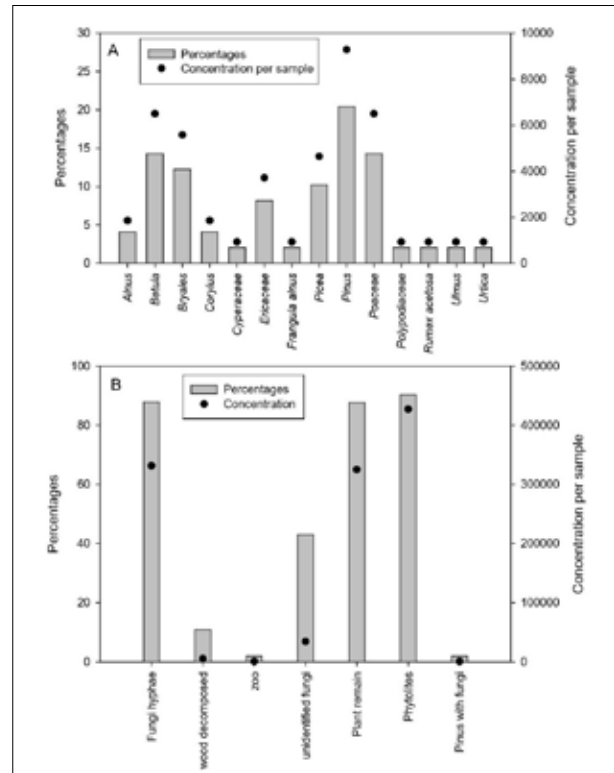 A
Percentages
Concentration per sample
30
25
20
15
10
5
0
Percentages
10000
8000
6000
4000
2000
0
Concentration per sample
Alnus
Betula
Bryales
Corylus
Cyperaceae
Ericaceae
Frangula alnus
Picea
Pinus
Poaceae
Polypodiaceae
Rumax acetosa
Ulmus
Urtica
B
Percentages
Concentration
100
80
60
40
20
0
Percentages
500000
400000
300000
200000
100000
0
Concentration per sample
Fungi hyphae
wood decomposed
zoo
unidentified fungi
Plant remain
Phytolites
Pinus with fungi